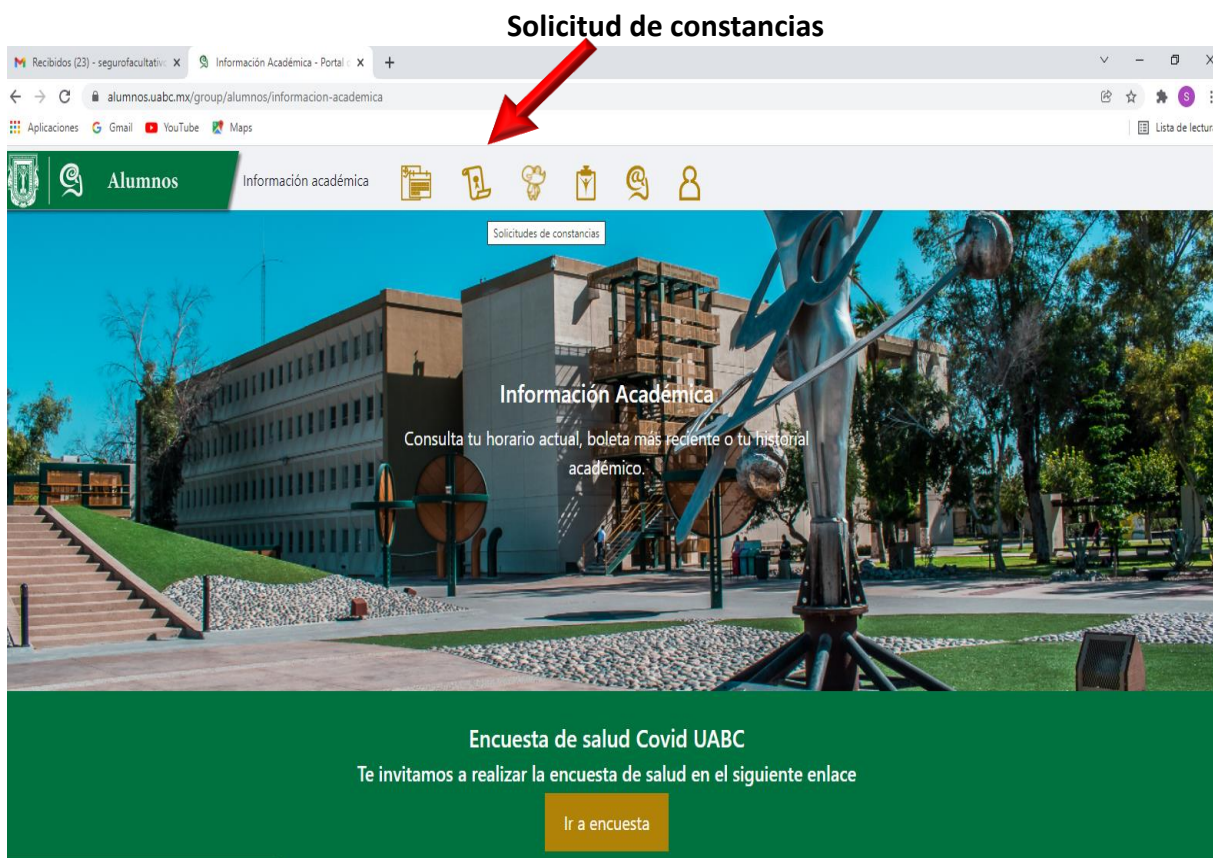 Solicitud de constancias
Recibidos (23) - segurofacultativo
Información Académica - Portal
alumnos.uabc.mx/group/alumnos/informacion-academica
S
Aplicaciones Gmail YouTube Maps
Lista de lectura
Alumnos
Información académica
Solicitudes de constancias
Información Académica
Consulta tu horario actual, boleta más reciente o tu historial
académico.
Encuesta de salud Covid UABC
Te invitamos a realizar la encuesta de salud en el siguiente enlace
Ir a encuesta